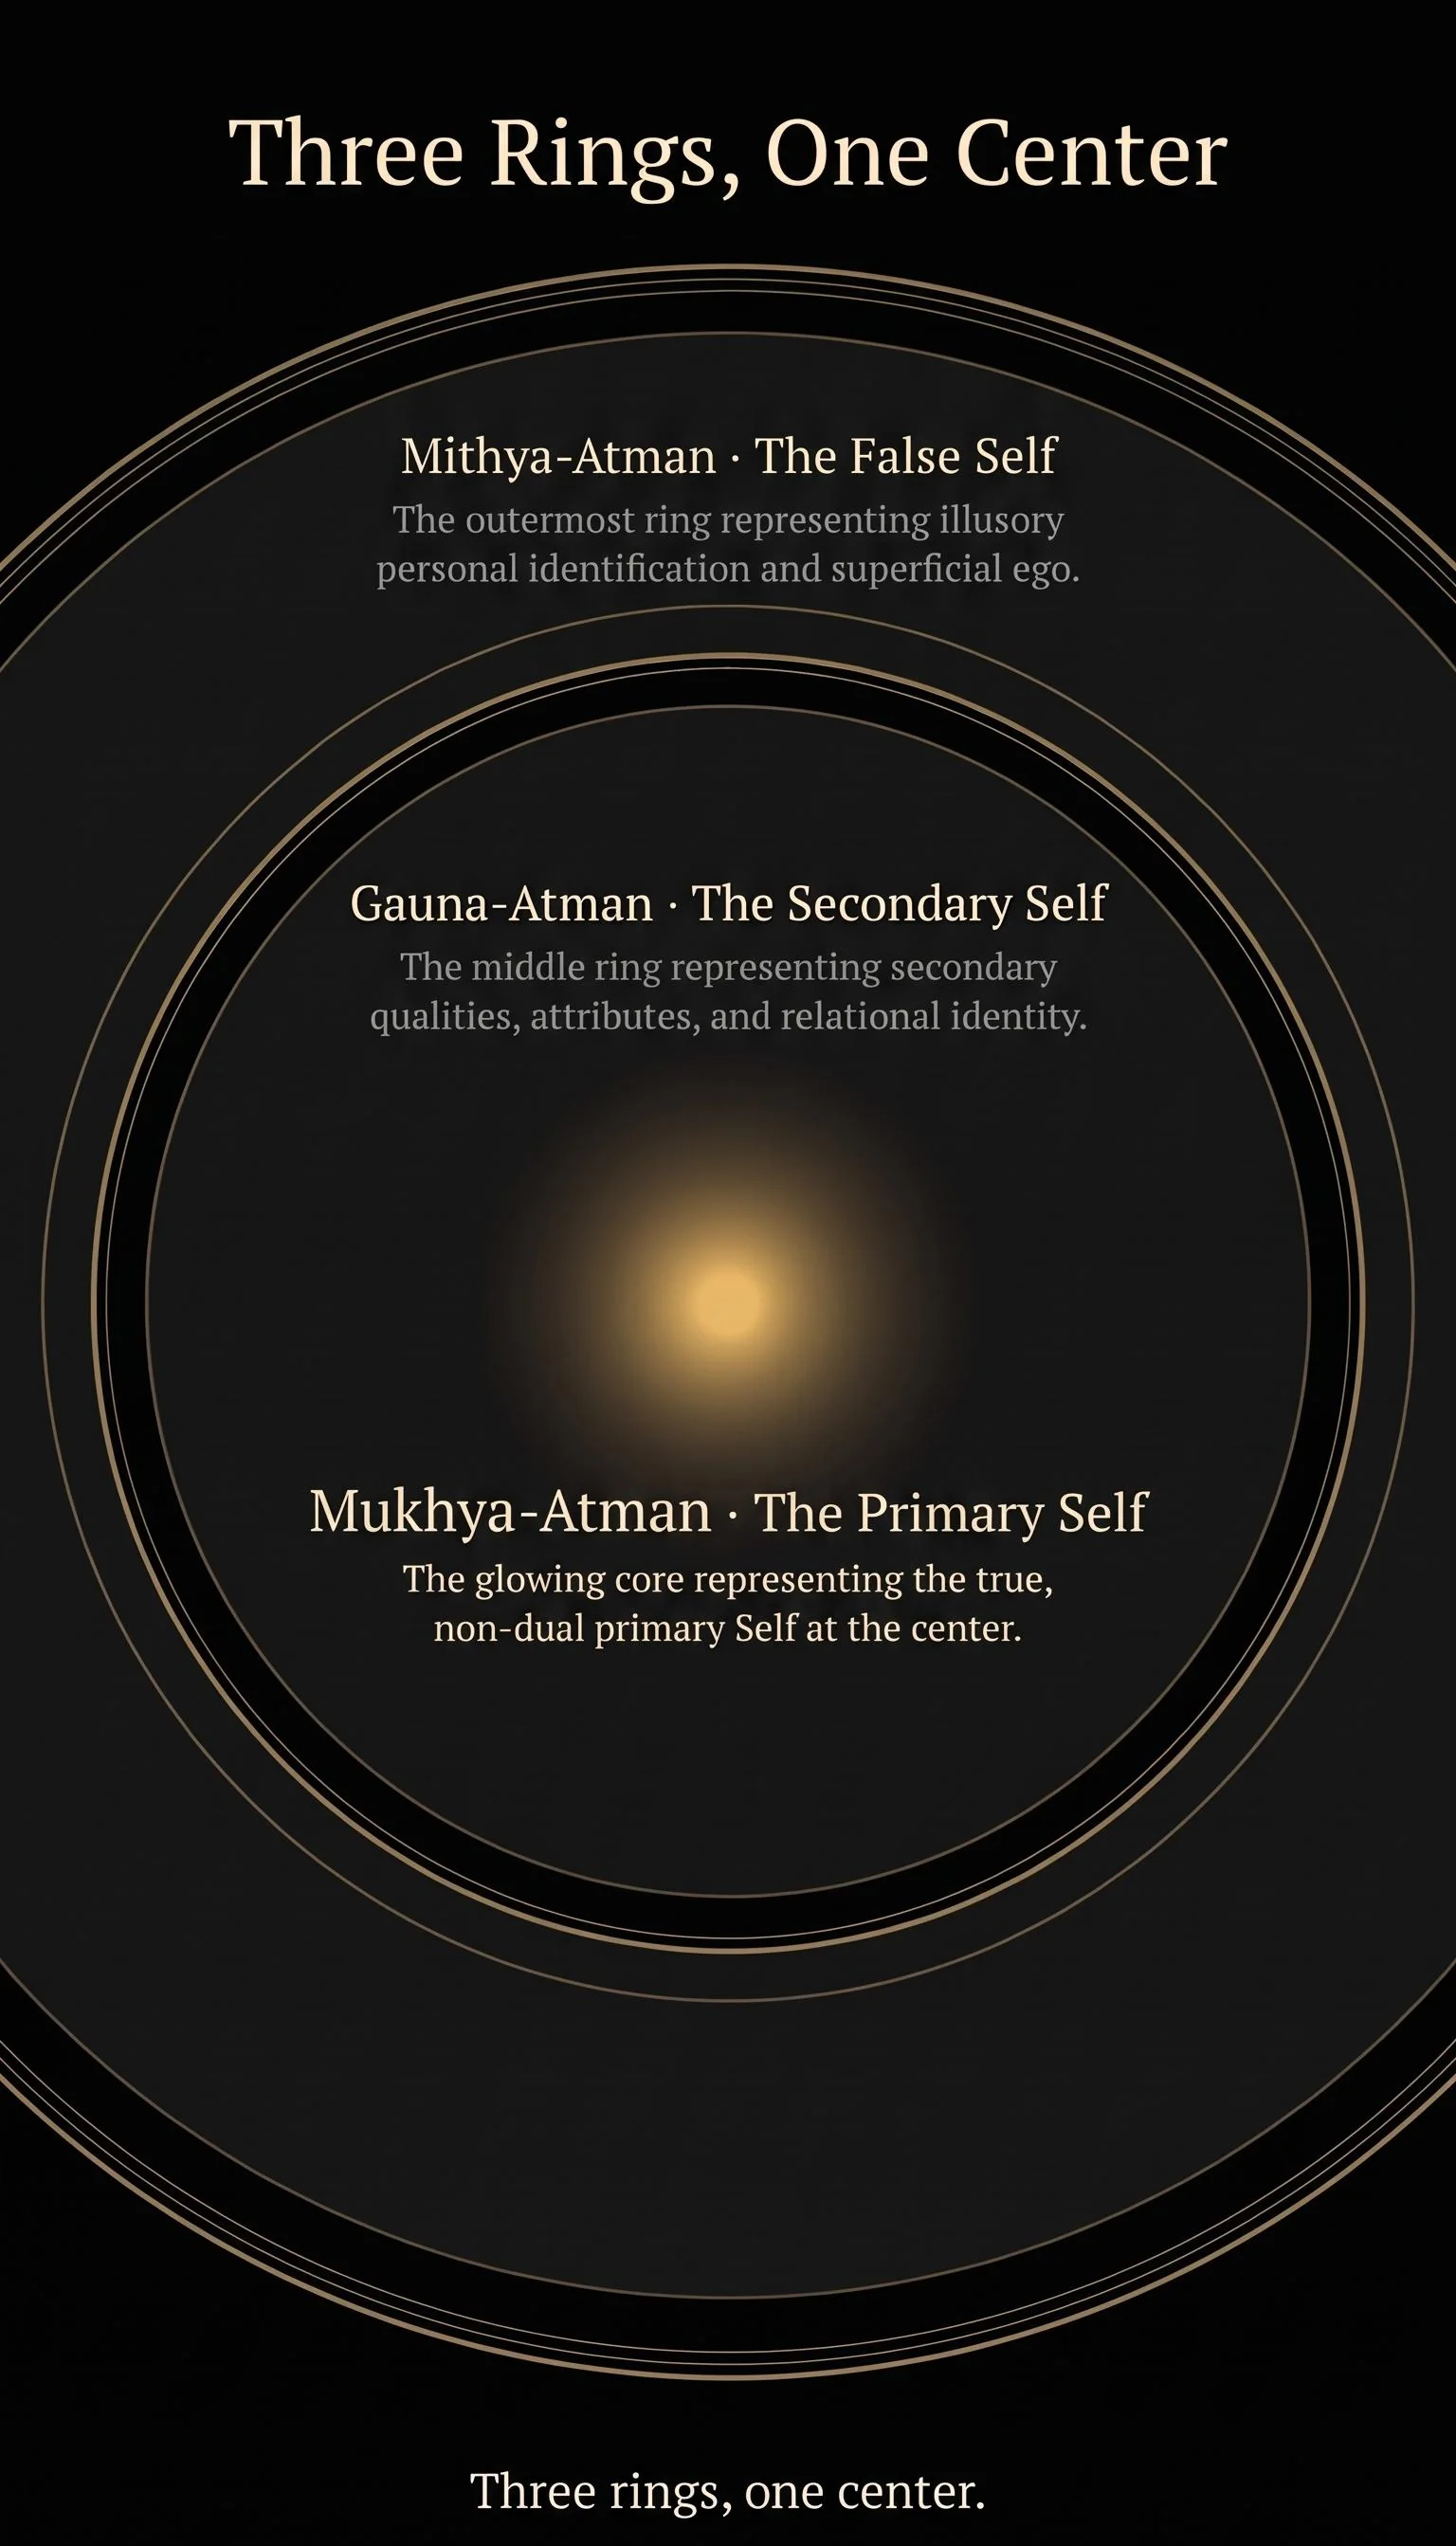 Three Rings, One Center
Mithya-Atman · The False Self
The outermost ring representing illusory
personal identification and superficial ego.
Gauna-Atman · The Secondary Self
The middle ring representing secondary
qualities, attributes, and relational identity.
Mukhya-Atman · The Primary Self
The glowing core representing the true,
non-dual primary Self at the center.
Three rings, one center.